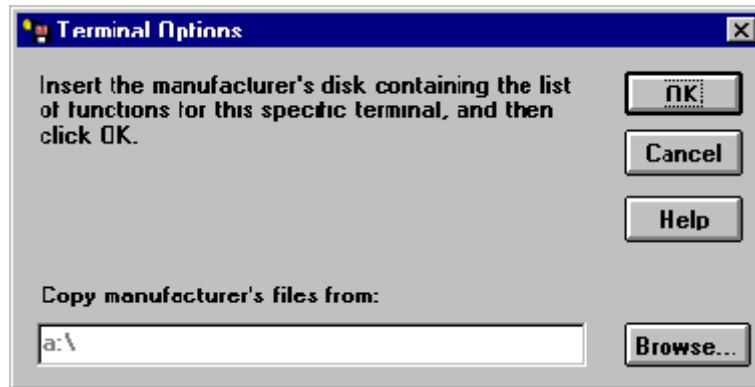 Terminal Options
Insert the manufacturer's disk containing the list
of functions for this specific terminal, and then
click OK.
OK
Cancel
Help
Copy manufacturer's files from:
a:\
Browse...